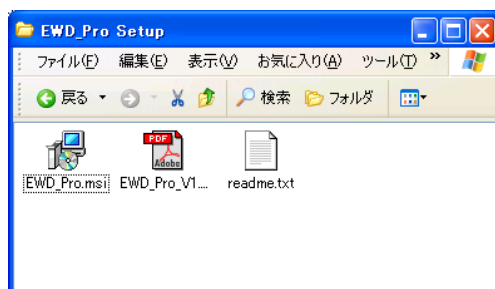 EWD_Pro Setup
ファイル(F) 編集(E) 表示(V) お気に入り(A) ツール(T) »
戻る 検索 フォルダ
PDF
Adobe
EWD_Pro.msi EWD_Pro_V1.... readme.txt